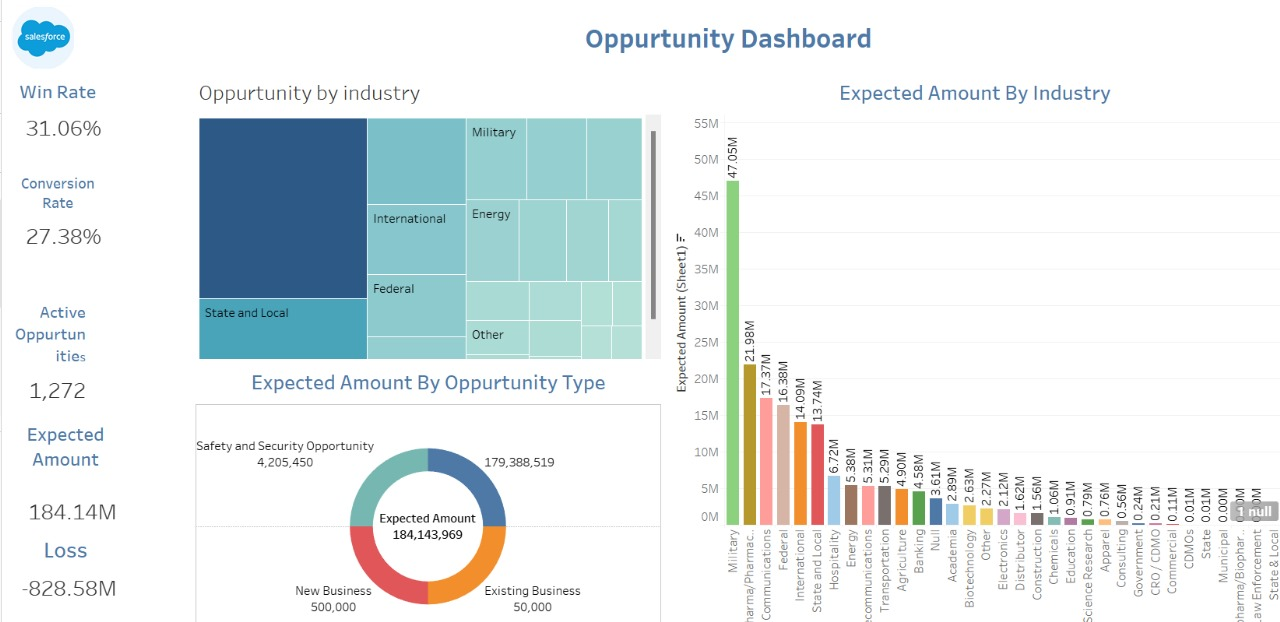 salesforce
Oppurtunity Dashboard
Win Rate
31.06%
Conversion
Rate
27.38%
Active
Oppurtun
ities
1,272
Expected
Amount
184.14M
Loss
-828.58M
Oppurtunity by industry
Military
International
Energy
Federal
State and Local
Other
Expected Amount By Oppurtunity Type
Safety and Security Opportunity
4,205,450
179,388,519
Expected Amount
184,143,969
New Business
500,000
Existing Business
50,000
Expected Amount By Industry
Expected Amount (Sheet1)
55M
50M
45M
40M
35M
30M
25M
20M
15M
10M
5M
0M
47.05M
21.98M
17.37M
16.38M
14.09M
13.74M
6.72M
5.38M
5.31M
5.29M
4.90M
4.58M
3.61M
2.89M
2.63M
2.27M
2.12M
1.62M
1.56M
1.06M
0.91M
0.79M
0.76M
0.56M
0.24M
0.21M
0.11M
0.01M
0.01M
0.00M
1 null
Military
harma/Pharmac..
Communications
Federal
International
State and Local
Hospitality
Energy
ecommunications
Transportation
Agriculture
Banking
Null
Academia
Biotechnology
Other
Electronics
Distributor
Construction
Chemicals
Education
Science Research
Apparel
Consulting
Government
CRO / CDMO
Commercial
CDMOs
State
Municipal
harma/Biophar..
aw Enforcement
State & Local